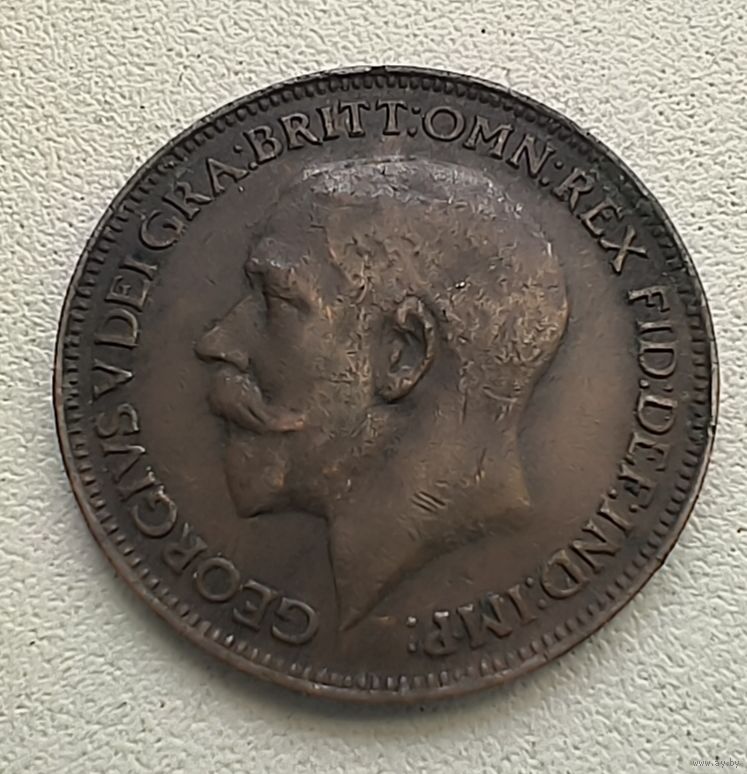 GEORGIVS V DEI GRA:BRITT:OMN:REX FID:DEF:IND:IMP:
www.ay.by